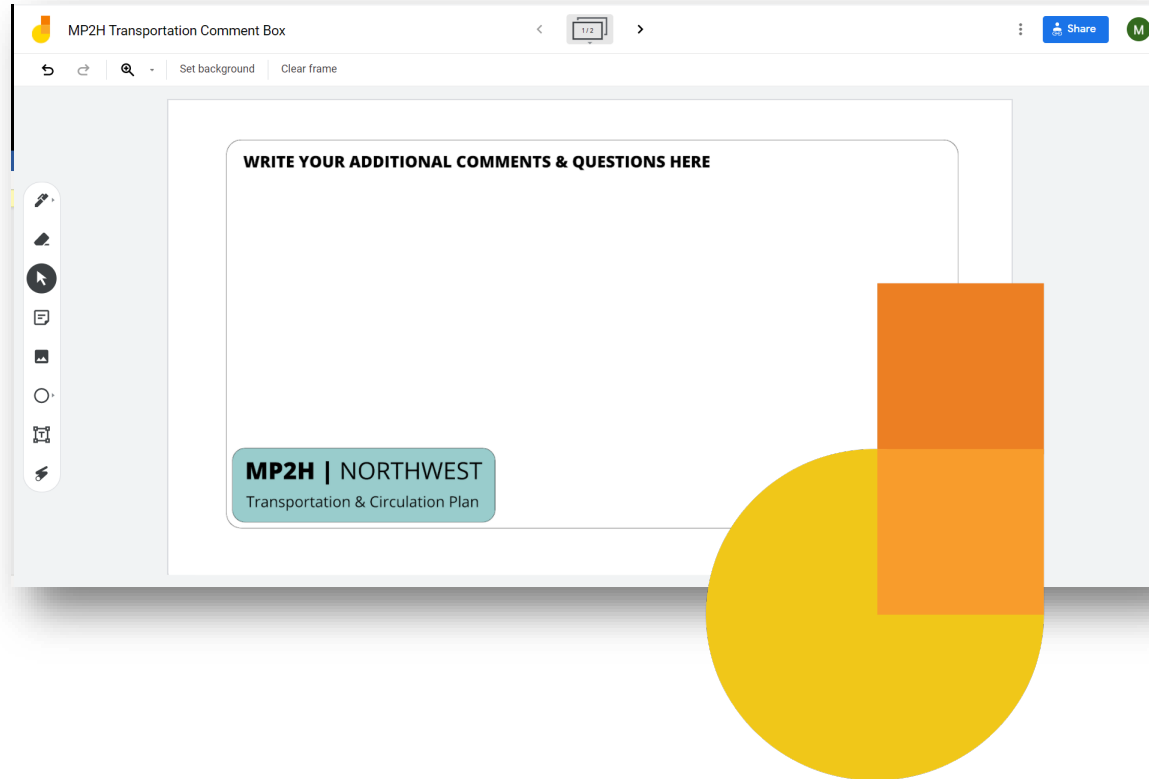 MP2H Transportation Comment Box
1/2
Share
M
Set background
Clear frame
WRITE YOUR ADDITIONAL COMMENTS & QUESTIONS HERE
T
MP2H | NORTHWEST
Transportation & Circulation Plan